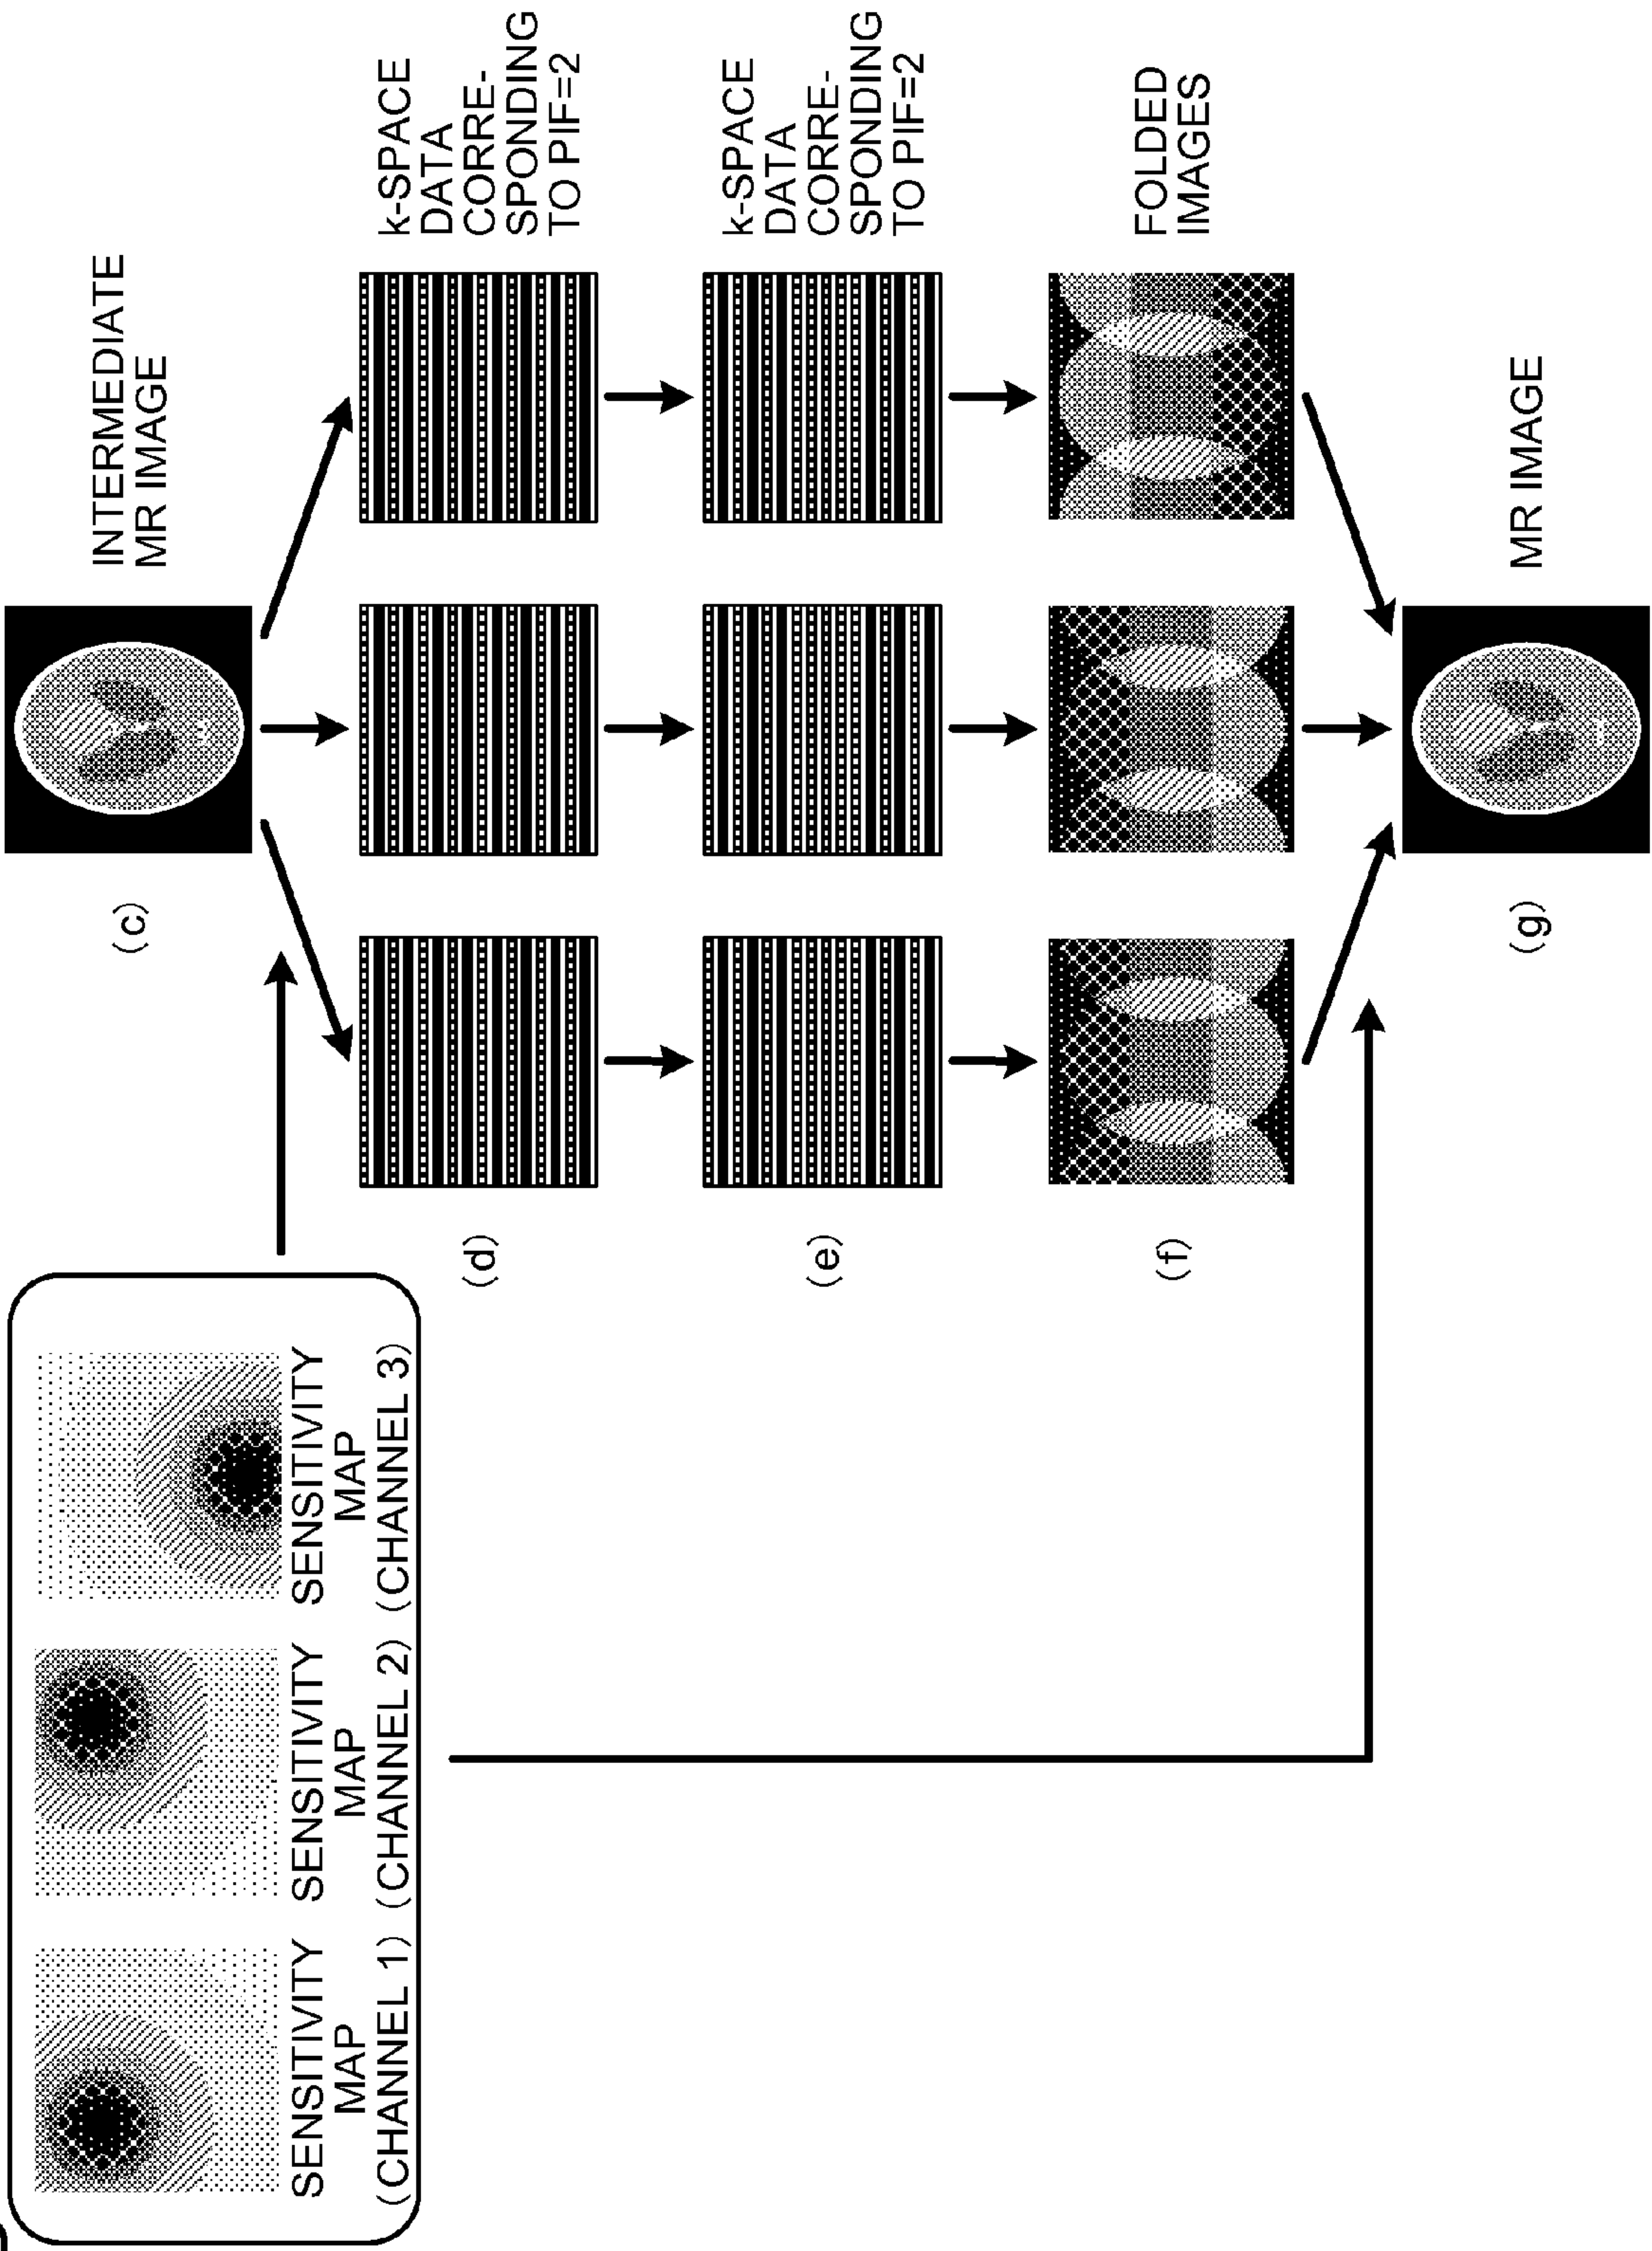 SENSITIVITY
MAP
(CHANNEL 1)
SENSITIVITY
MAP
(CHANNEL 2)
SENSITIVITY
MAP
(CHANNEL 3)
(c)
INTERMEDIATE
MR IMAGE
(d)
k-SPACE
DATA
CORRE-
SPONDING
TO PIF=2
(e)
k-SPACE
DATA
CORRE-
SPONDING
TO PIF=2
(f)
FOLDED
IMAGES
(g)
MR IMAGE